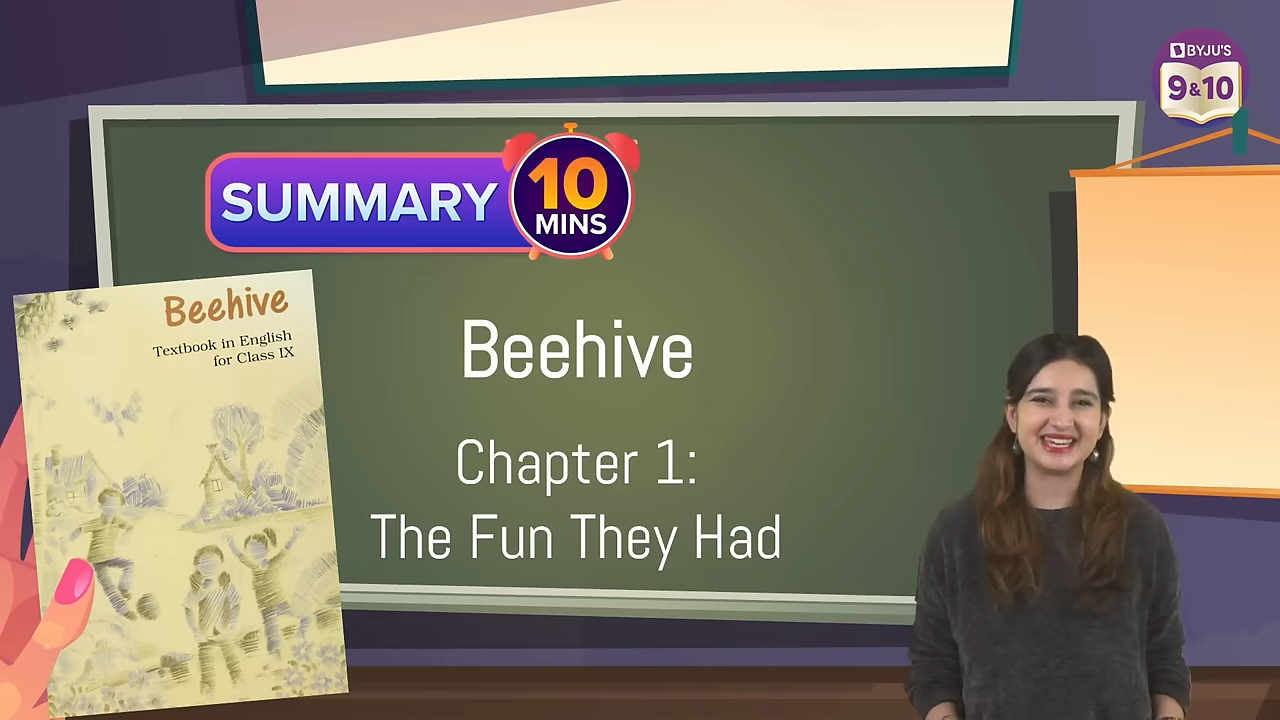 BYJU'S
9&10
SUMMARY
10
MINS
Beehive
Textbook in English
for Class IX
Beehive
Chapter 1:
The Fun They Had